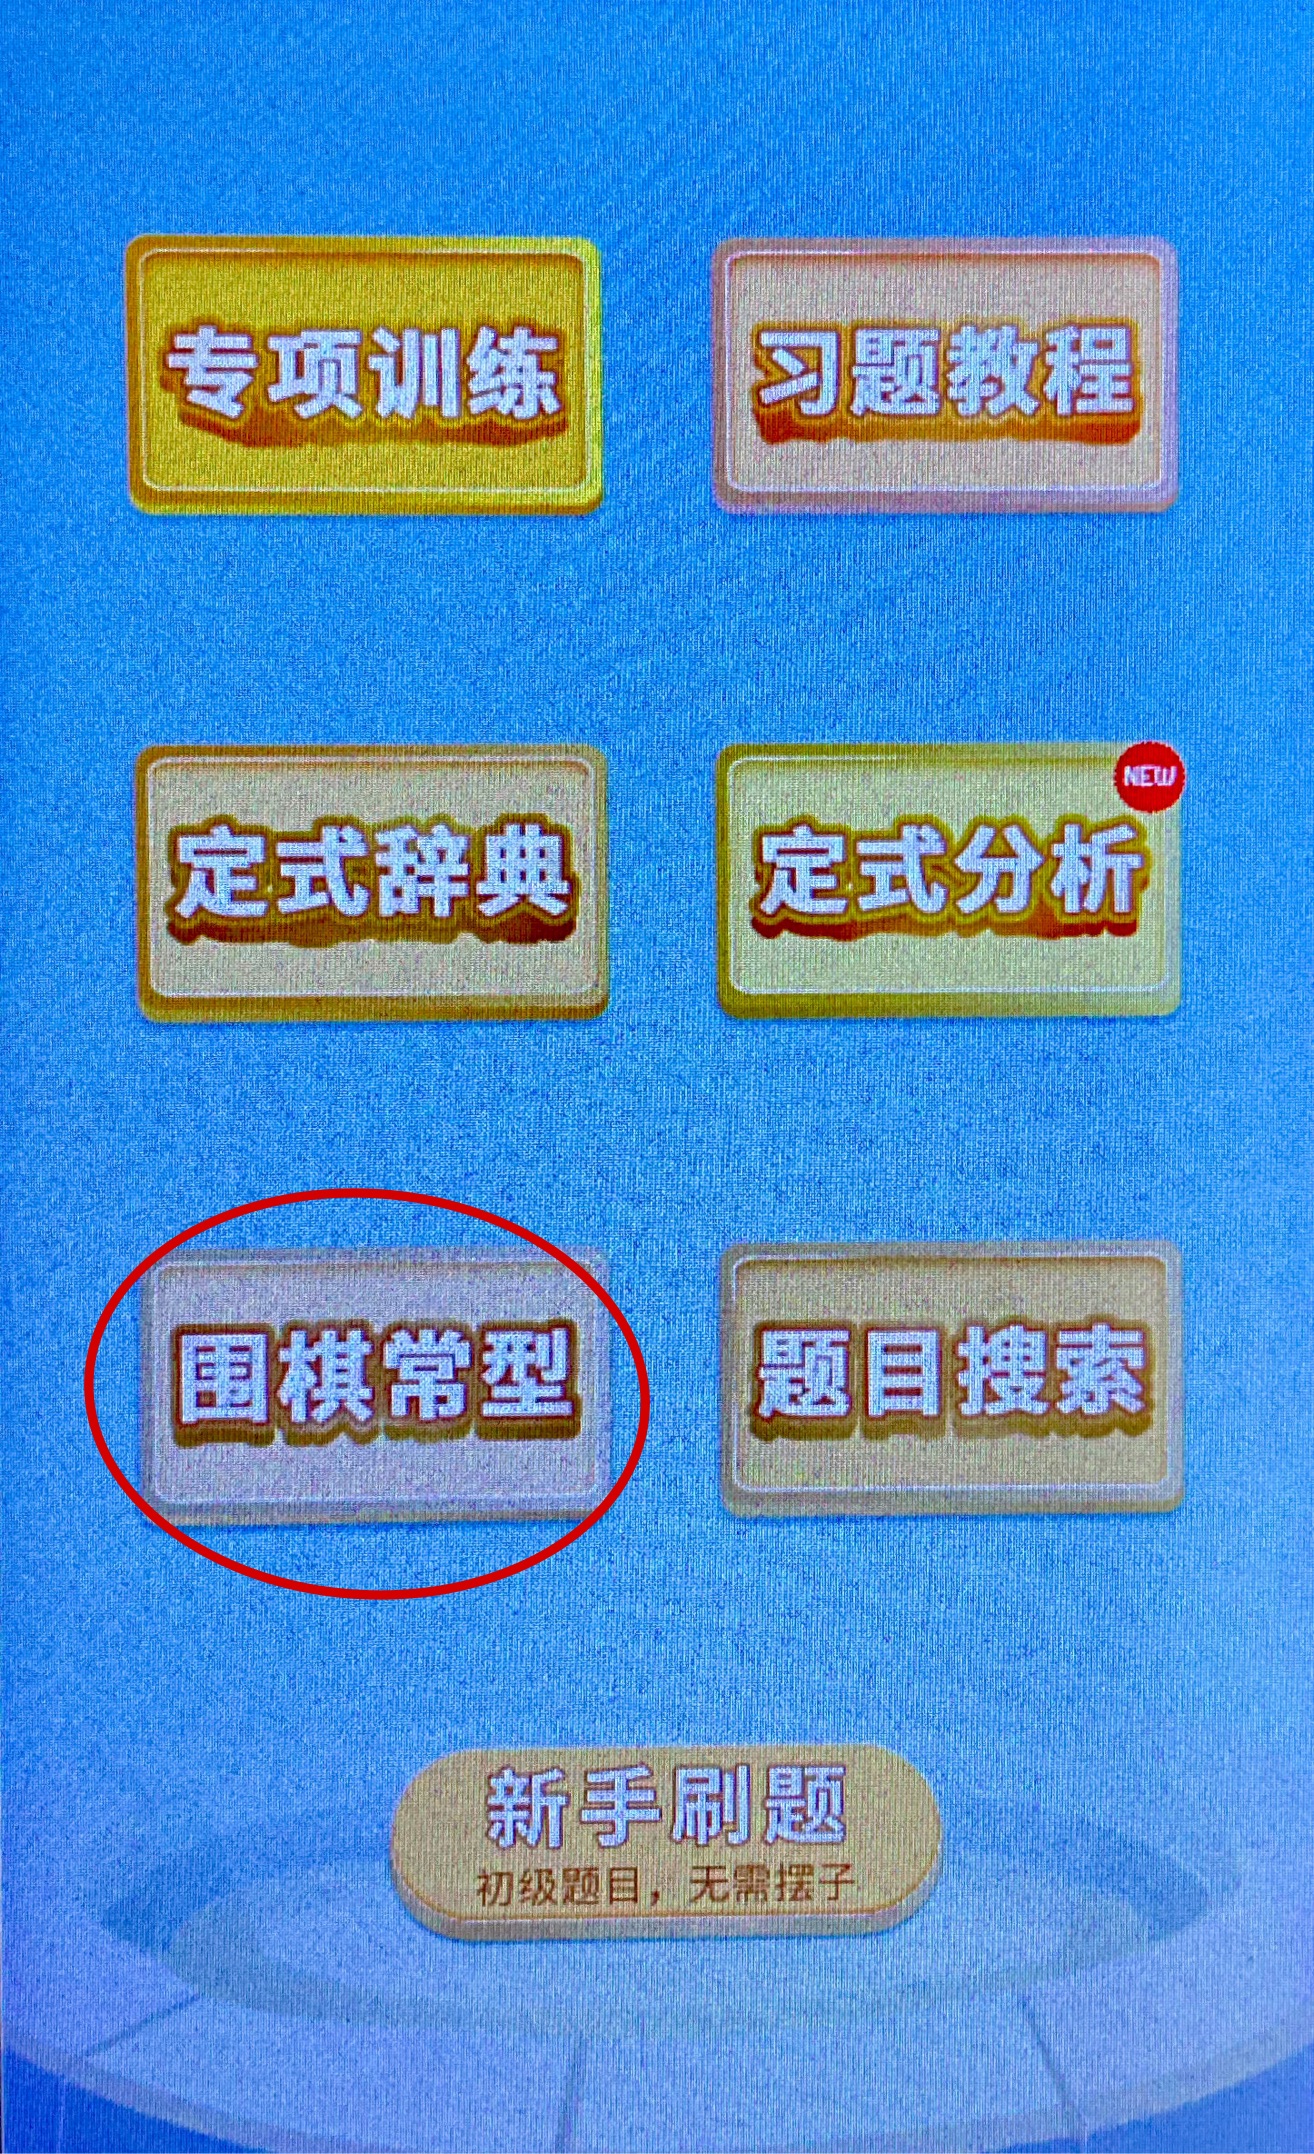 专项训练
习题教程
定式辞典
定式分析
NEW
围棋常型
题目搜索
新手刷题
初级题目，无需摆子